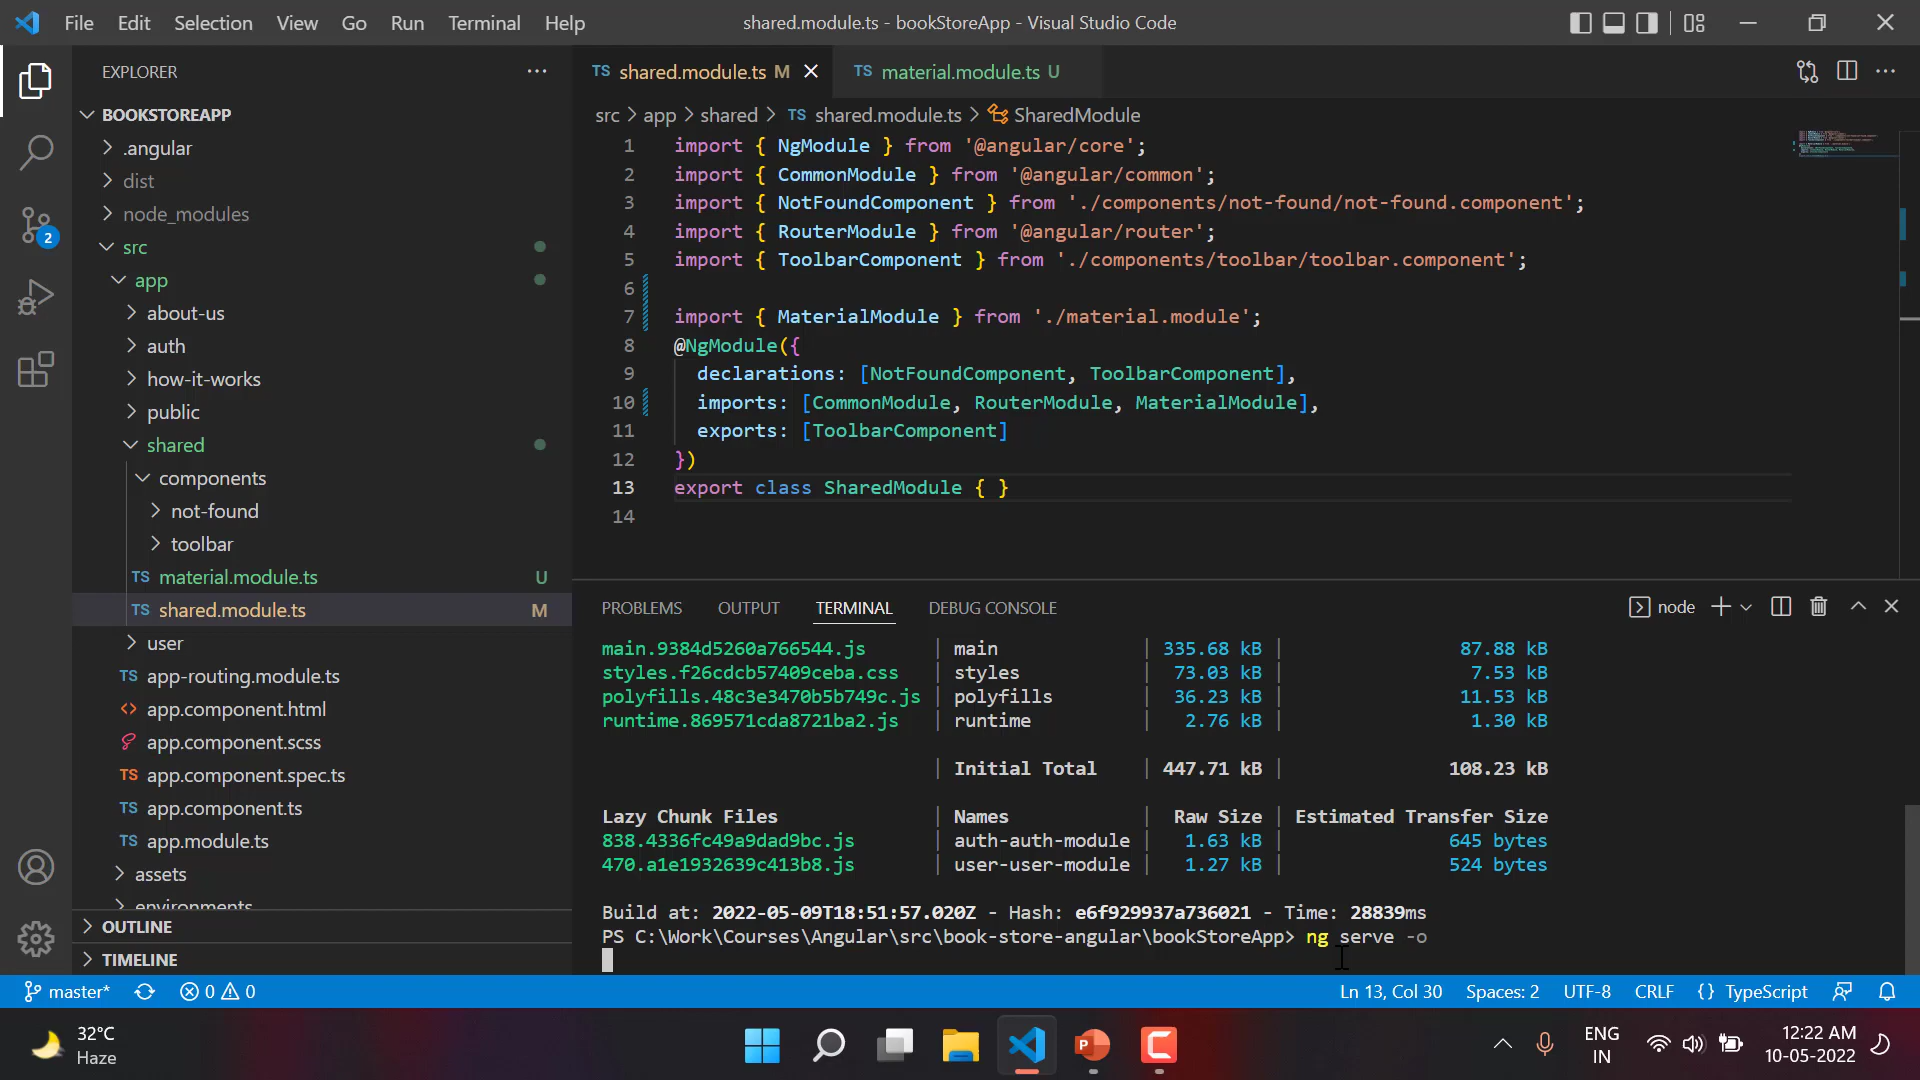 File Edit Selection View Go Run Terminal Help
shared.module.ts - bookStoreApp - Visual Studio Code
EXPLORER
BOOKSTOREAPP
.angular
dist
node_modules
src
app
about-us
auth
how-it-works
public
shared
components
not-found
toolbar
TS material.module.ts U
TS shared.module.ts M
user
TS app-routing.module.ts
<> app.component.html
app.component.scss
TS app.component.spec.ts
TS app.component.ts
TS app.module.ts
assets
environments
OUTLINE
TIMELINE
2
TS shared.module.ts M
TS material.module.ts U
src > app > shared > TS shared.module.ts > SharedModule
1 import { NgModule } from '@angular/core';
2 import { CommonModule } from '@angular/common';
3 import { NotFoundComponent } from './components/not-found/not-found.component';
4 import { RouterModule } from '@angular/router';
5 import { ToolbarComponent } from './components/toolbar/toolbar.component';
6
7 import { MaterialModule } from './material.module';
8 @NgModule({
9 declarations: [NotFoundComponent, ToolbarComponent],
10 imports: [CommonModule, RouterModule, MaterialModule],
11 exports: [ToolbarComponent]
12 })
13 export class SharedModule { }
14
PROBLEMS OUTPUT TERMINAL DEBUG CONSOLE
node
main.9384d5260a766544.js | main | 335.68 kB | 87.88 kB
styles.f26cdcb57409ceba.css | styles | 73.03 kB | 7.53 kB
polyfills.48c3e3470b5b749c.js | polyfills | 36.23 kB | 11.53 kB
runtime.869571cda8721ba2.js | runtime | 2.76 kB | 1.30 kB
| Initial Total | 447.71 kB | 108.23 kB
Lazy Chunk Files | Names | Raw Size | Estimated Transfer Size
838.4336fc49a9dad9bc.js | auth-auth-module | 1.63 kB | 645 bytes
470.a1e1932639c413b8.js | user-user-module | 1.27 kB | 524 bytes
Build at: 2022-05-09T18:51:57.020Z - Hash: e6f929937a736021 - Time: 28839ms
PS C:\Work\Courses\Angular\src\book-store-angular\bookStoreApp> ng serve -o
master* 0 0
Ln 13, Col 30 Spaces: 2 UTF-8 CRLF {} TypeScript
32°C
Haze
P
C
ENG
IN
12:22 AM
10-05-2022